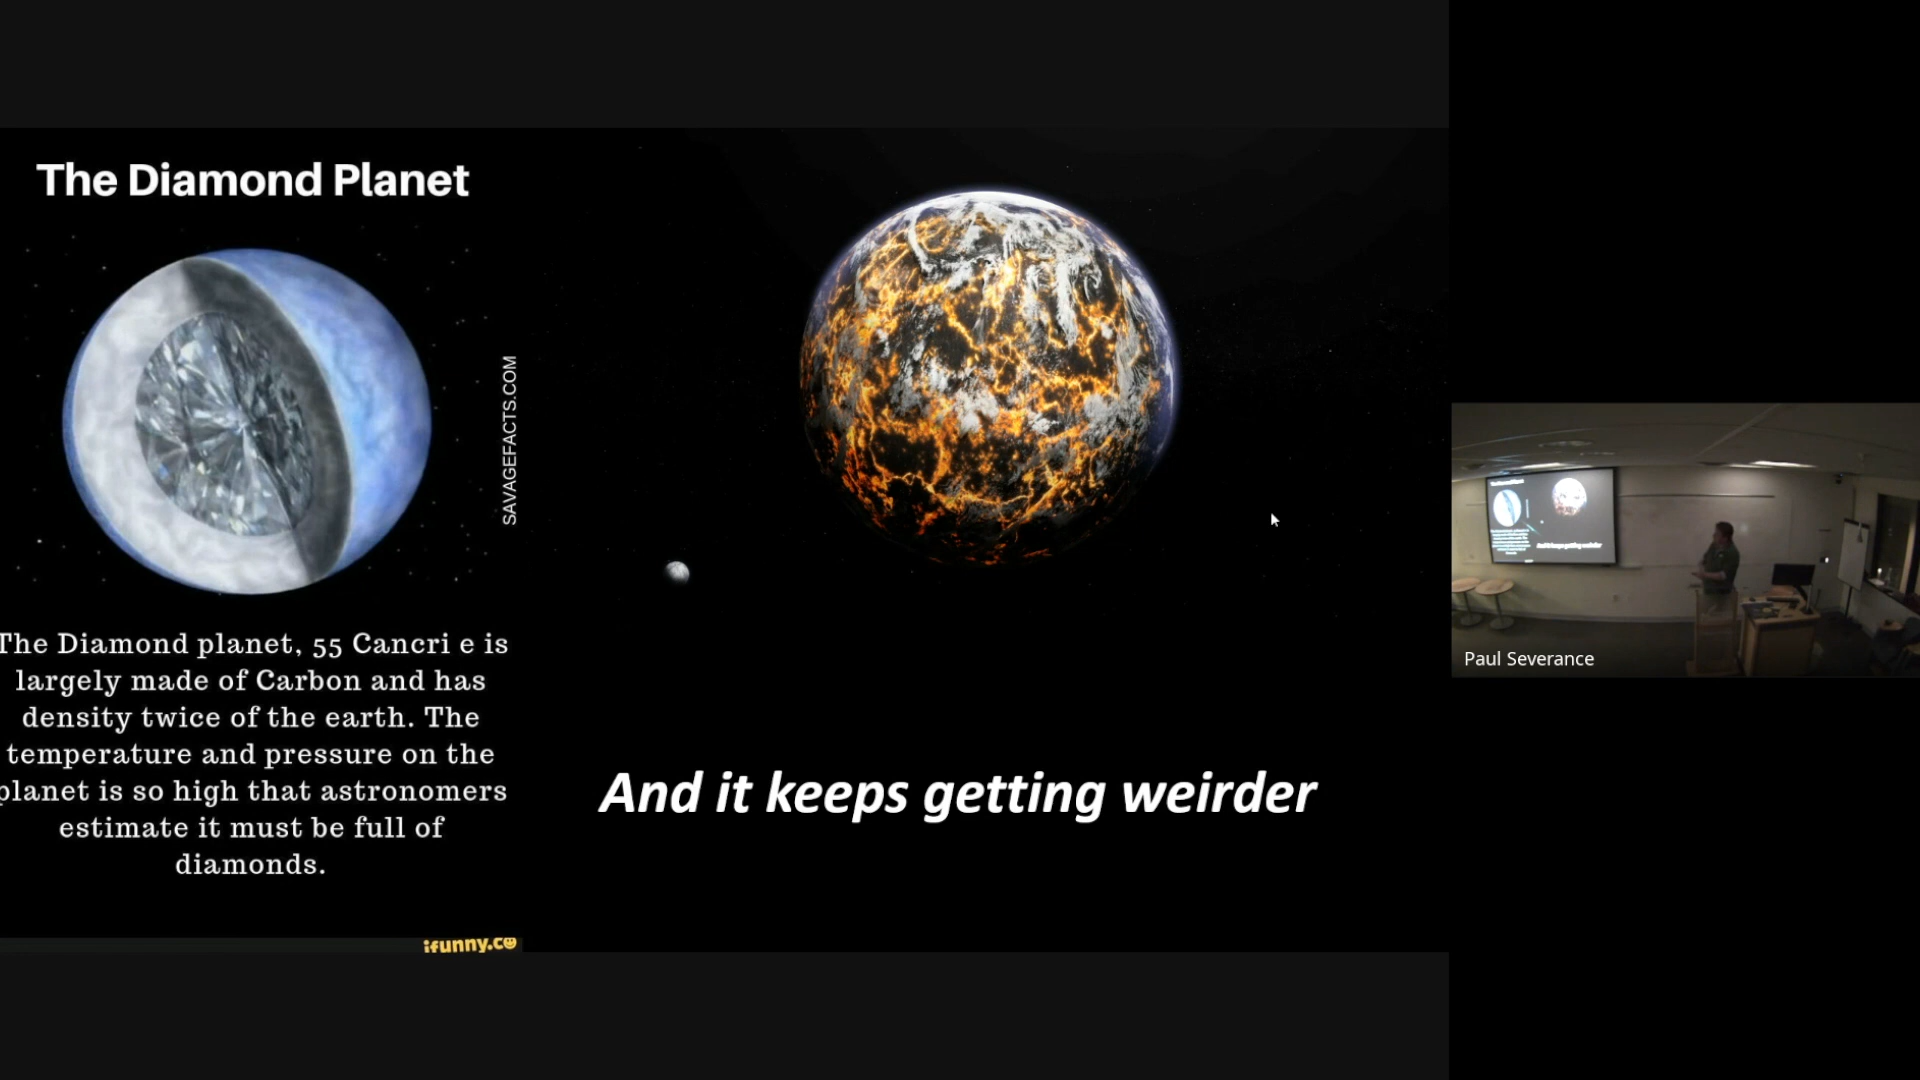 The Diamond Planet
SAVAGEFACTS.COM
The Diamond planet, 55 Cancri e is
largely made of Carbon and has
density twice of the earth. The
temperature and pressure on the
planet is so high that astronomers
estimate it must be full of
diamonds.
ifunny.co
And it keeps getting weirder
Paul Severance